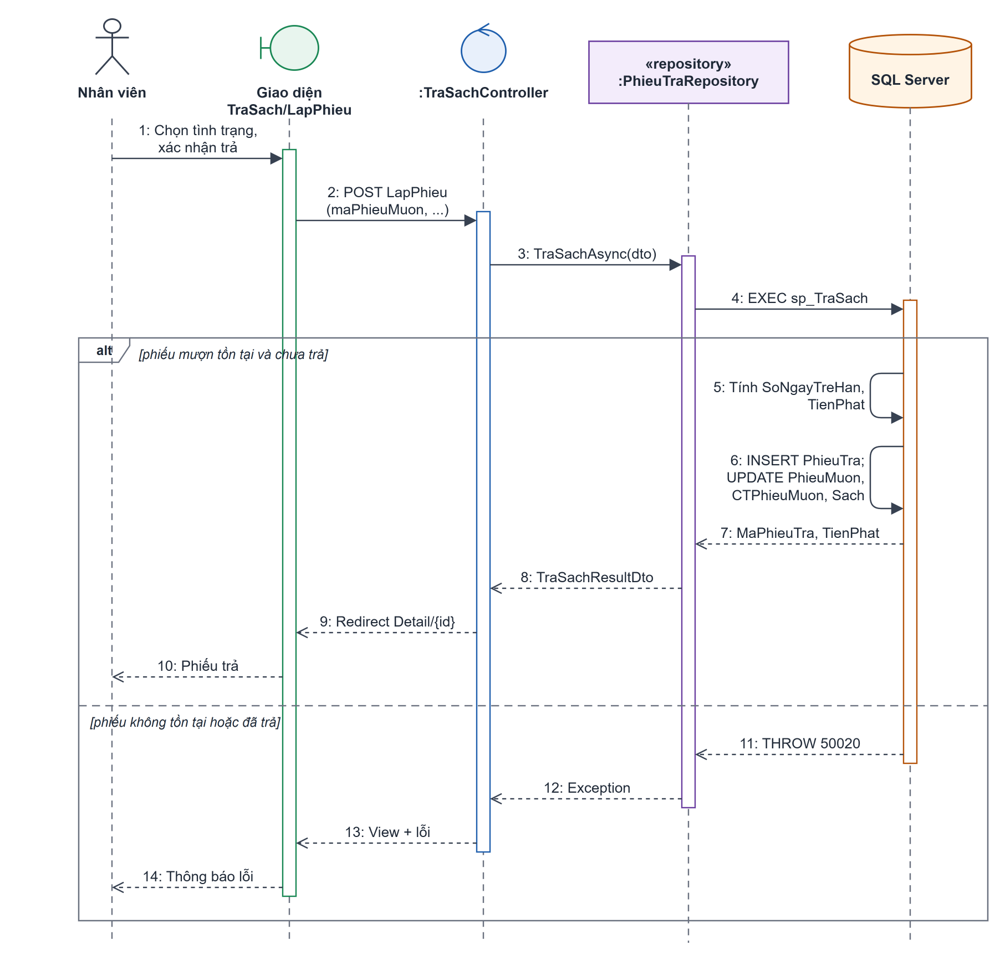 Nhân viên
Giao diện
TraSach/LapPhieu
:TraSachController
«repository»
:PhieuTraRepository
SQL Server
1: Chọn tình trạng,
xác nhận trả
2: POST LapPhieu
(maPhieuMuon, ...)
3: TraSachAsync(dto)
4: EXEC sp_TraSach
alt
[phiếu mượn tồn tại và chưa trả]
5: Tính SoNgayTreHan,
TienPhat
6: INSERT PhieuTra;
UPDATE PhieuMuon,
CTPhieuMuon, Sach
7: MaPhieuTra, TienPhat
8: TraSachResultDto
9: Redirect Detail/{id}
10: Phiếu trả
[phiếu không tồn tại hoặc đã trả]
11: THROW 50020
12: Exception
13: View + lỗi
14: Thông báo lỗi